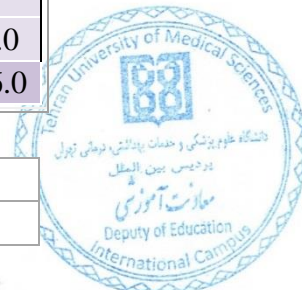 .0
5.0
Tehran University of Medical Sciences
دانشگاه علوم پزشکی و خدمات بهداشتی، درمانی تهران
پردیس بین الملل
معاونت آموزشی
Deputy of Education
International Campus